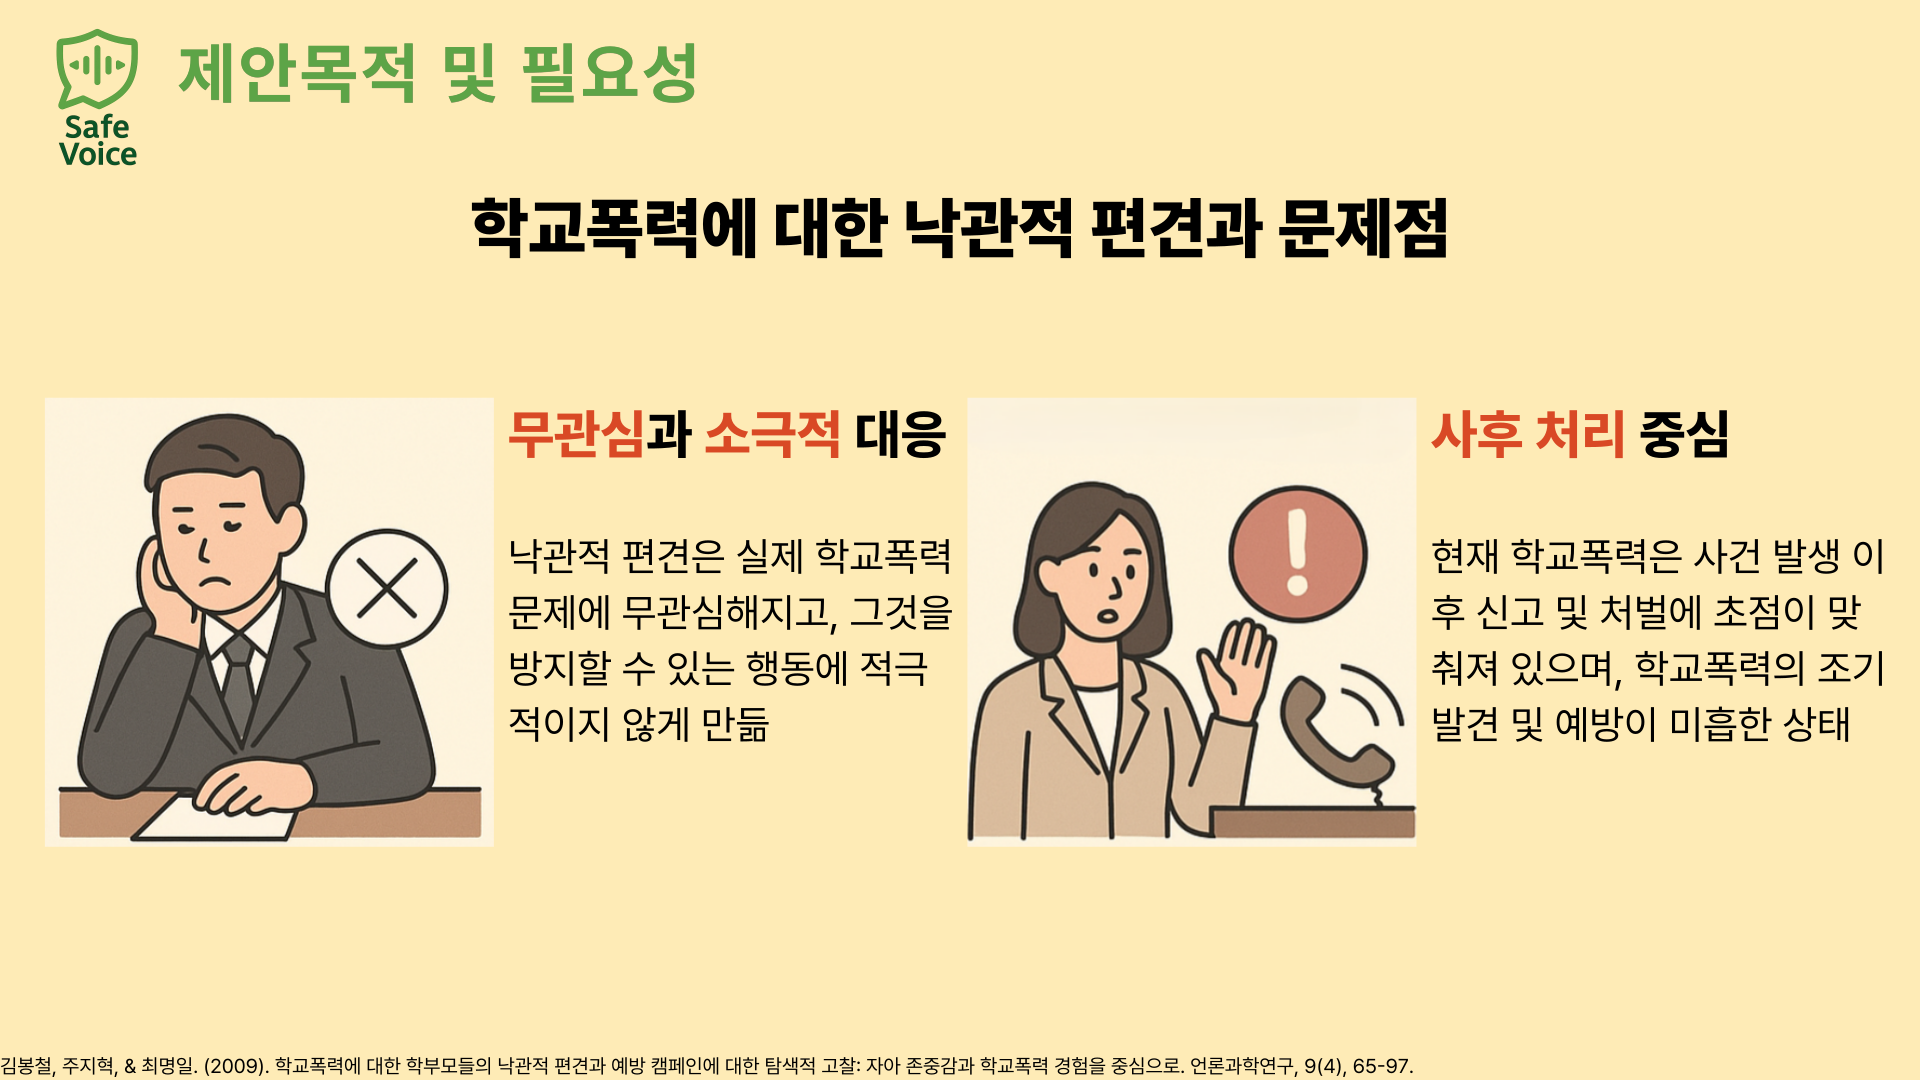 제안목적 및 필요성
Safe
Voice
학교폭력에 대한 낙관적 편견과 문제점
무관심과 소극적 대응
낙관적 편견은 실제 학교폭력
문제에 무관심해지고, 그것을
방지할 수 있는 행동에 적극
적이지 않게 만듦
사후 처리 중심
현재 학교폭력은 사건 발생 이
후 신고 및 처벌에 초점이 맞
춰져 있으며, 학교폭력의 조기
발견 및 예방이 미흡한 상태
김봉철, 주지혁, & 최명일. (2009). 학교폭력에 대한 학부모들의 낙관적 편견과 예방 캠페인에 대한 탐색적 고찰: 자아 존중감과 학교폭력 경험을 중심으로. 언론과학연구, 9(4), 65-97.